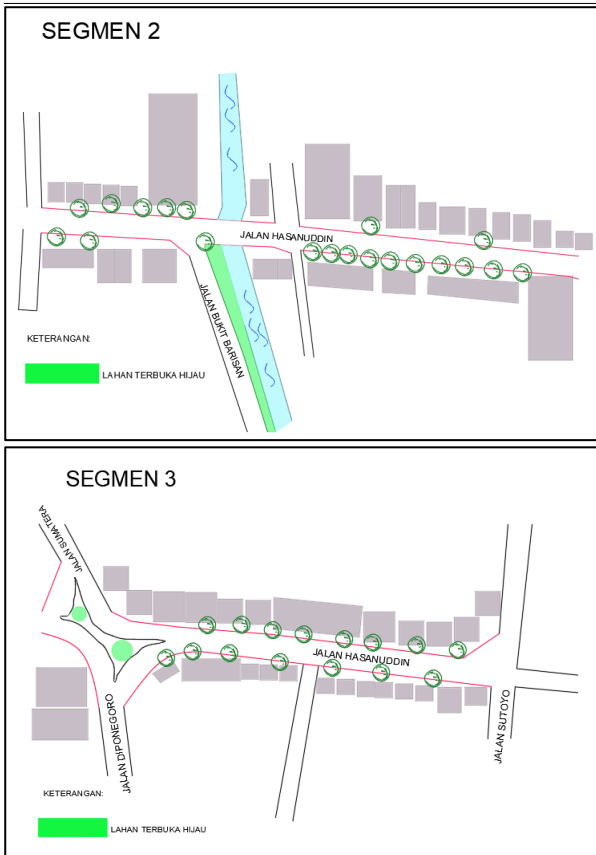 SEGMEN 2
JALAN HASANUDDIN
JALAN BUKIT BARISAN
KETERANGAN:
LAHAN TERBUKA HIJAU
SEGMEN 3
JALAN SUMATERA
JALAN HASANUDDIN
JALAN DIPONEGORO
JALAN SUTOYO
KETERANGAN:
LAHAN TERBUKA HIJAU